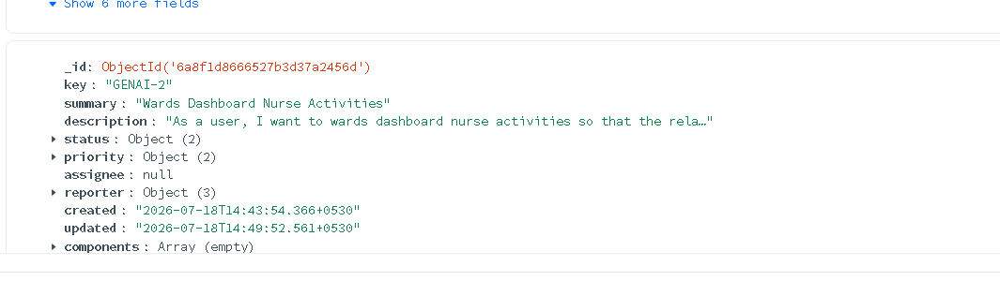 Show 6 more fields
_id: ObjectId('6a8f1d8666527b3d37a2456d')
key : "GENAI-2"
summary : "Wards Dashboard Nurse Activities"
description : "As a user, I want to wards dashboard nurse activities so that the rela…"
status : Object (2)
priority : Object (2)
assignee : null
reporter : Object (3)
created : "2026-07-18T14:43:54.366+0530"
updated : "2026-07-18T14:49:52.561+0530"
components : Array (empty)